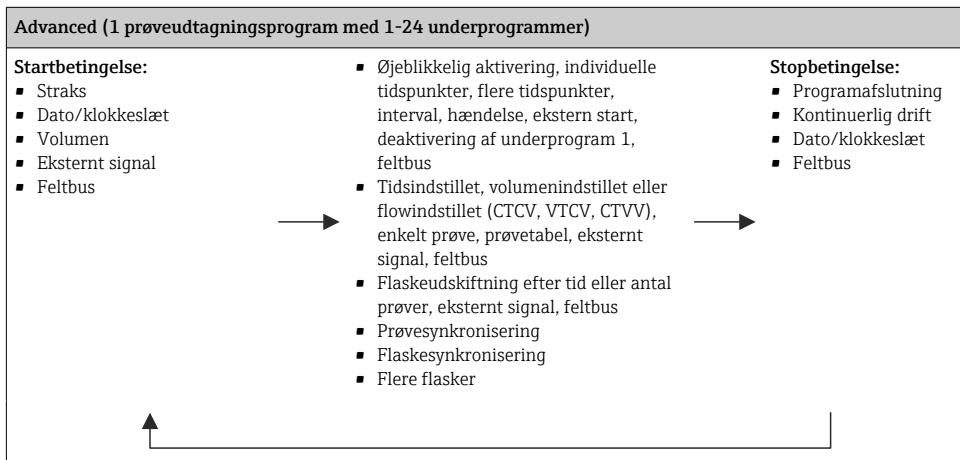 Advanced (1 prøveudtagningsprogram med 1-24 underprogrammer)
Startbetingelse:
▪ Straks
▪ Dato/klokkeslæt
▪ Volumen
▪ Eksternt signal
▪ Feltbus
▪ Øjeblikkelig aktivering, individuelle
tidspunkter, flere tidspunkter,
interval, hændelse, ekstern start,
deaktivering af underprogram 1,
feltbus
▪ Tidsindstillet, volumenindstillet eller
flowindstillet (CTCV, VTCV, CTVV),
enkelt prøve, prøvetabel, eksternt
signal, feltbus
▪ Flaskeudskiftning efter tid eller antal
prøver, eksternt signal, feltbus
▪ Prøvesynkronisering
▪ Flaskesynkronisering
▪ Flere flasker
Stopbetingelse:
▪ Programafslutning
▪ Kontinuerlig drift
▪ Dato/klokkeslæt
▪ Feltbus